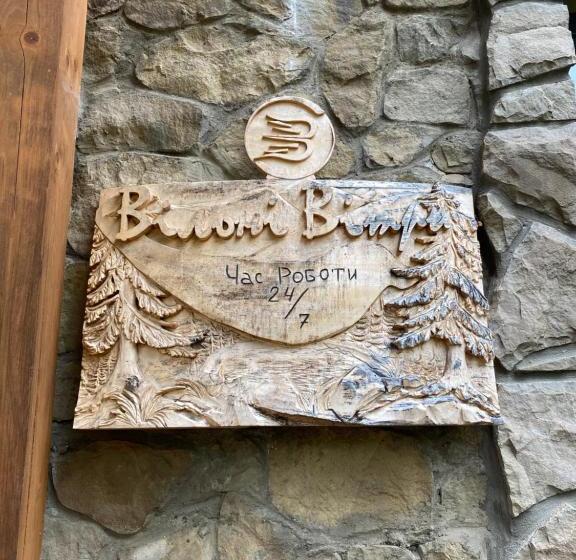 Вільні Вітри
Час Роботи
24/7